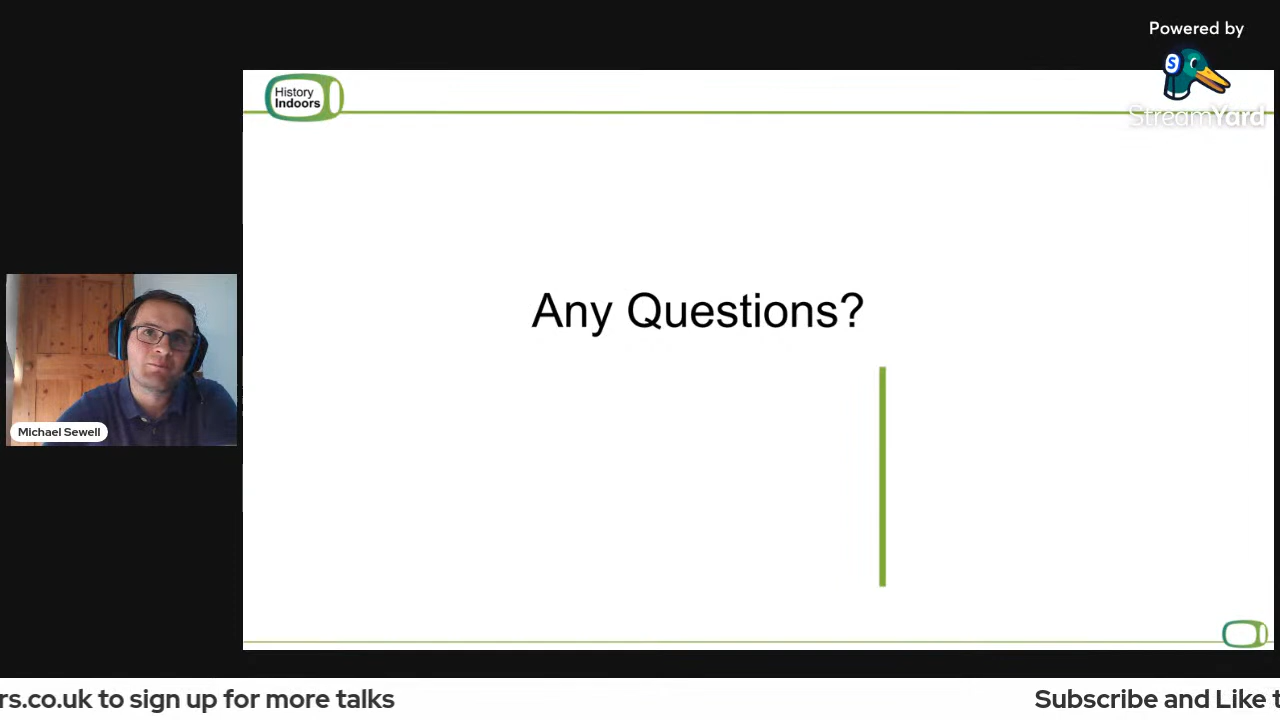 Powered by
StreamYard
History
Indoors
Any Questions?
Michael Sewell
rs.co.uk to sign up for more talks
Subscribe and Like t